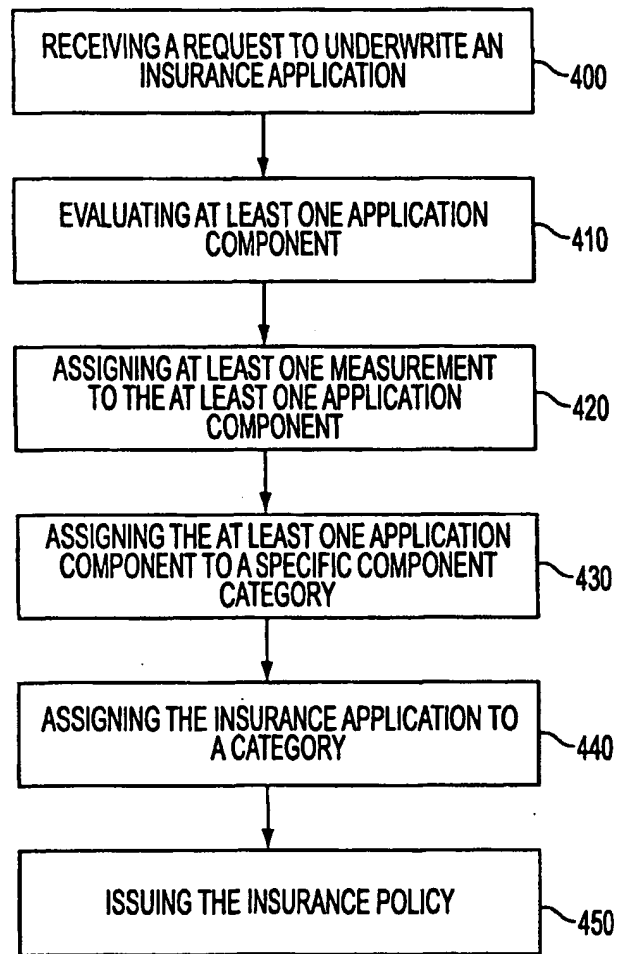 RECEIVING A REQUEST TO UNDERWRITE AN
INSURANCE APPLICATION
400
EVALUATING AT LEAST ONE APPLICATION
COMPONENT
410
ASSIGNING AT LEAST ONE MEASUREMENT
TO THE AT LEAST ONE APPLICATION
COMPONENT
420
ASSIGNING THE AT LEAST ONE APPLICATION
COMPONENT TO A SPECIFIC COMPONENT
CATEGORY
430
ASSIGNING THE INSURANCE APPLICATION TO
A CATEGORY
440
ISSUING THE INSURANCE POLICY
450